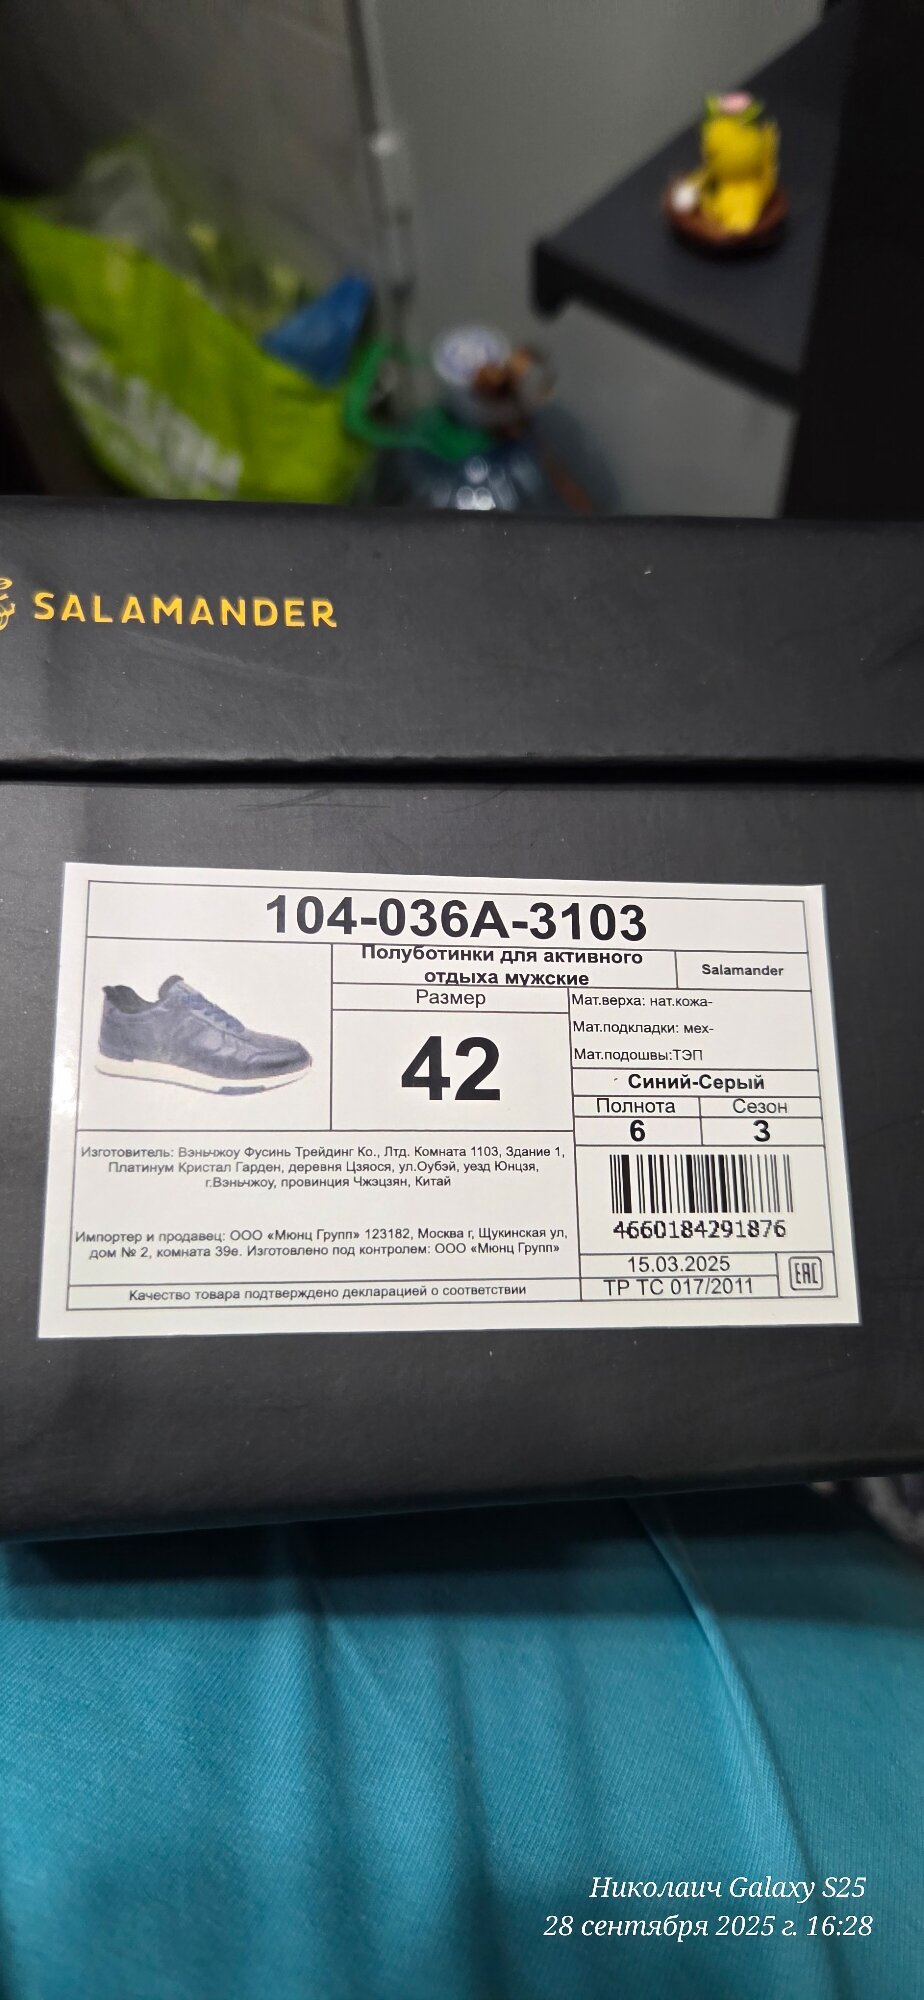 SALAMANDER
104-036А-3103
Полуботинки для активного
отдыха мужские
Salamander
Размер
42
Мат.верха: нат.кожа-
Мат.подкладки: мех-
Мат.подошвы:ТЭП
Синий-Серый
Полнота
Сезон
6
3
Изготовитель: Вэньчжоу Фусинь Трейдинг Ко., Лтд. Комната 1103, Здание 1,
Платинум Кристал Гарден, деревня Цзяося, ул.Оубэй, уезд Юнцзя,
г.Вэньчжоу, провинция Чжэцзян, Китай
4660184291876
Импортер и продавец: ООО «Мюнц Групп» 123182, Москва г, Щукинская ул,
дом № 2, комната 39е. Изготовлено под контролем: ООО «Мюнц Групп»
15.03.2025
ТР ТС 017/2011
EAC
Качество товара подтверждено декларацией о соответствии
Николаич Galaxy S25
28 сентября 2025 г. 16:28